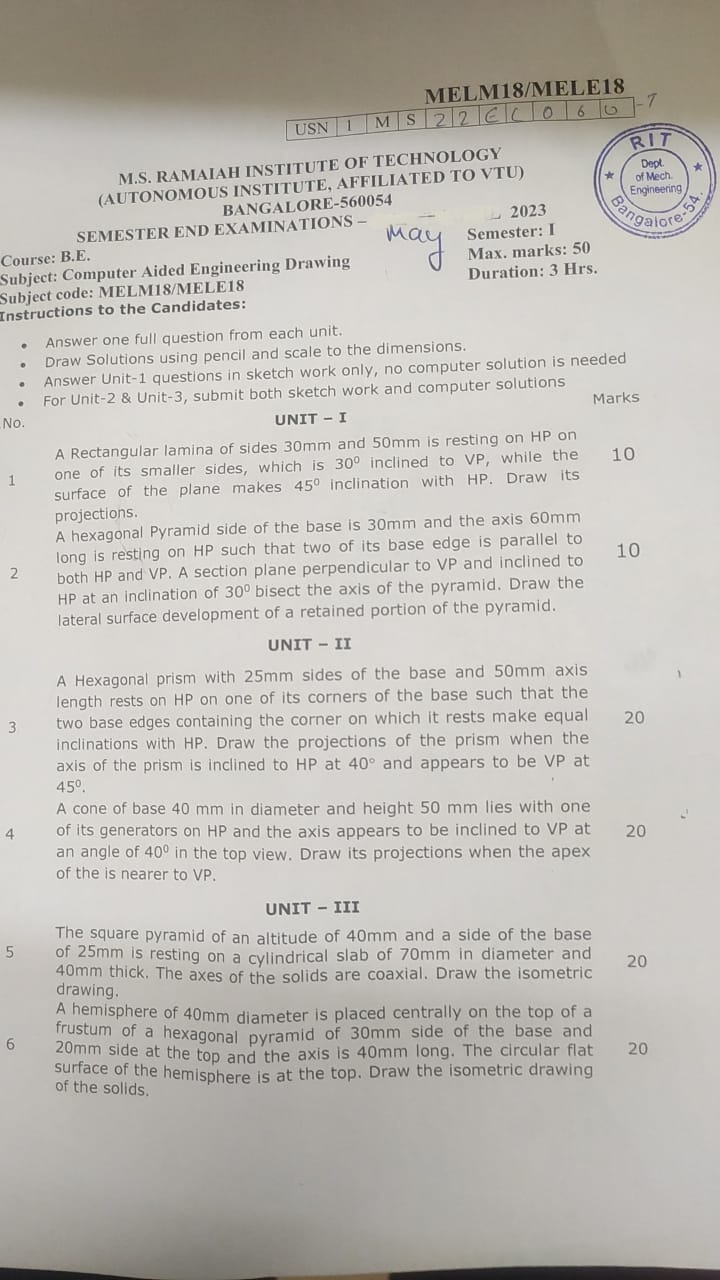 MELM18/MELE18
USN 1 M S 2 2 E C 0 6 0 -T
RIT
Dept.
of Mech.
Engineering
Bangalore-54.
M.S. RAMAIAH INSTITUTE OF TECHNOLOGY
(AUTONOMOUS INSTITUTE, AFFILIATED TO VTU)
BANGALORE-560054
SEMESTER END EXAMINATIONS – May 2023
Course: B.E.
Semester: I
Subject: Computer Aided Engineering Drawing
Max. marks: 50
Subject code: MELM18/MELE18
Duration: 3 Hrs.
Instructions to the Candidates:
• Answer one full question from each unit.
• Draw Solutions using pencil and scale to the dimensions.
• Answer Unit-1 questions in sketch work only, no computer solution is needed
• For Unit-2 & Unit-3, submit both sketch work and computer solutions
No.
UNIT – I
Marks
A Rectangular lamina of sides 30mm and 50mm is resting on HP on
1 one of its smaller sides, which is 30⁰ inclined to VP, while the 10
surface of the plane makes 45⁰ inclination with HP. Draw its
projections.
A hexagonal Pyramid side of the base is 30mm and the axis 60mm
long is resting on HP such that two of its base edge is parallel to
2 both HP and VP. A section plane perpendicular to VP and inclined to 10
HP at an inclination of 30⁰ bisect the axis of the pyramid. Draw the
lateral surface development of a retained portion of the pyramid.
UNIT – II
A Hexagonal prism with 25mm sides of the base and 50mm axis
length rests on HP on one of its corners of the base such that the
3 two base edges containing the corner on which it rests make equal 20
inclinations with HP. Draw the projections of the prism when the
axis of the prism is inclined to HP at 40° and appears to be VP at
45⁰.
A cone of base 40 mm in diameter and height 50 mm lies with one
4 of its generators on HP and the axis appears to be inclined to VP at 20
an angle of 40⁰ in the top view. Draw its projections when the apex
of the is nearer to VP.
UNIT – III
The square pyramid of an altitude of 40mm and a side of the base
5 of 25mm is resting on a cylindrical slab of 70mm in diameter and 20
40mm thick. The axes of the solids are coaxial. Draw the isometric
drawing.
A hemisphere of 40mm diameter is placed centrally on the top of a
frustum of a hexagonal pyramid of 30mm side of the base and
6 20mm side at the top and the axis is 40mm long. The circular flat 20
surface of the hemisphere is at the top. Draw the isometric drawing
of the solids.